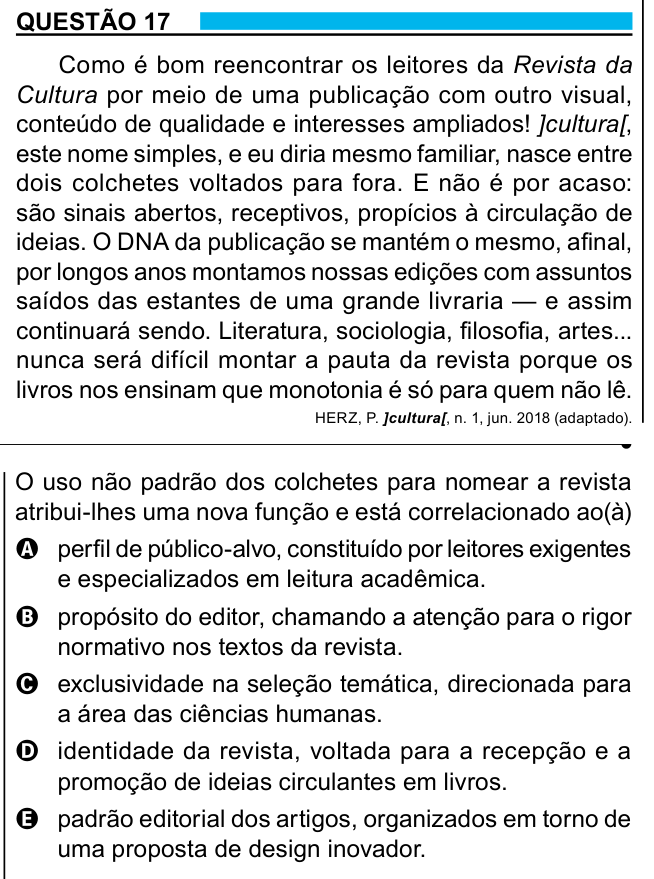 QUESTÃO 17
Como é bom reencontrar os leitores da Revista da
Cultura por meio de uma publicação com outro visual,
conteúdo de qualidade e interesses ampliados! ]cultura[,
este nome simples, e eu diria mesmo familiar, nasce entre
dois colchetes voltados para fora. E não é por acaso:
são sinais abertos, receptivos, propícios à circulação de
ideias. O DNA da publicação se mantém o mesmo, afinal,
por longos anos montamos nossas edições com assuntos
saídos das estantes de uma grande livraria — e assim
continuará sendo. Literatura, sociologia, filosofia, artes...
nunca será difícil montar a pauta da revista porque os
livros nos ensinam que monotonia é só para quem não lê.
HERZ, P. ]cultura[, n. 1, jun. 2018 (adaptado).
O uso não padrão dos colchetes para nomear a revista
atribui-lhes uma nova função e está correlacionado ao(à)
A perfil de público-alvo, constituído por leitores exigentes
e especializados em leitura acadêmica.
B propósito do editor, chamando a atenção para o rigor
normativo nos textos da revista.
C exclusividade na seleção temática, direcionada para
a área das ciências humanas.
D identidade da revista, voltada para a recepção e a
promoção de ideias circulantes em livros.
E padrão editorial dos artigos, organizados em torno de
uma proposta de design inovador.